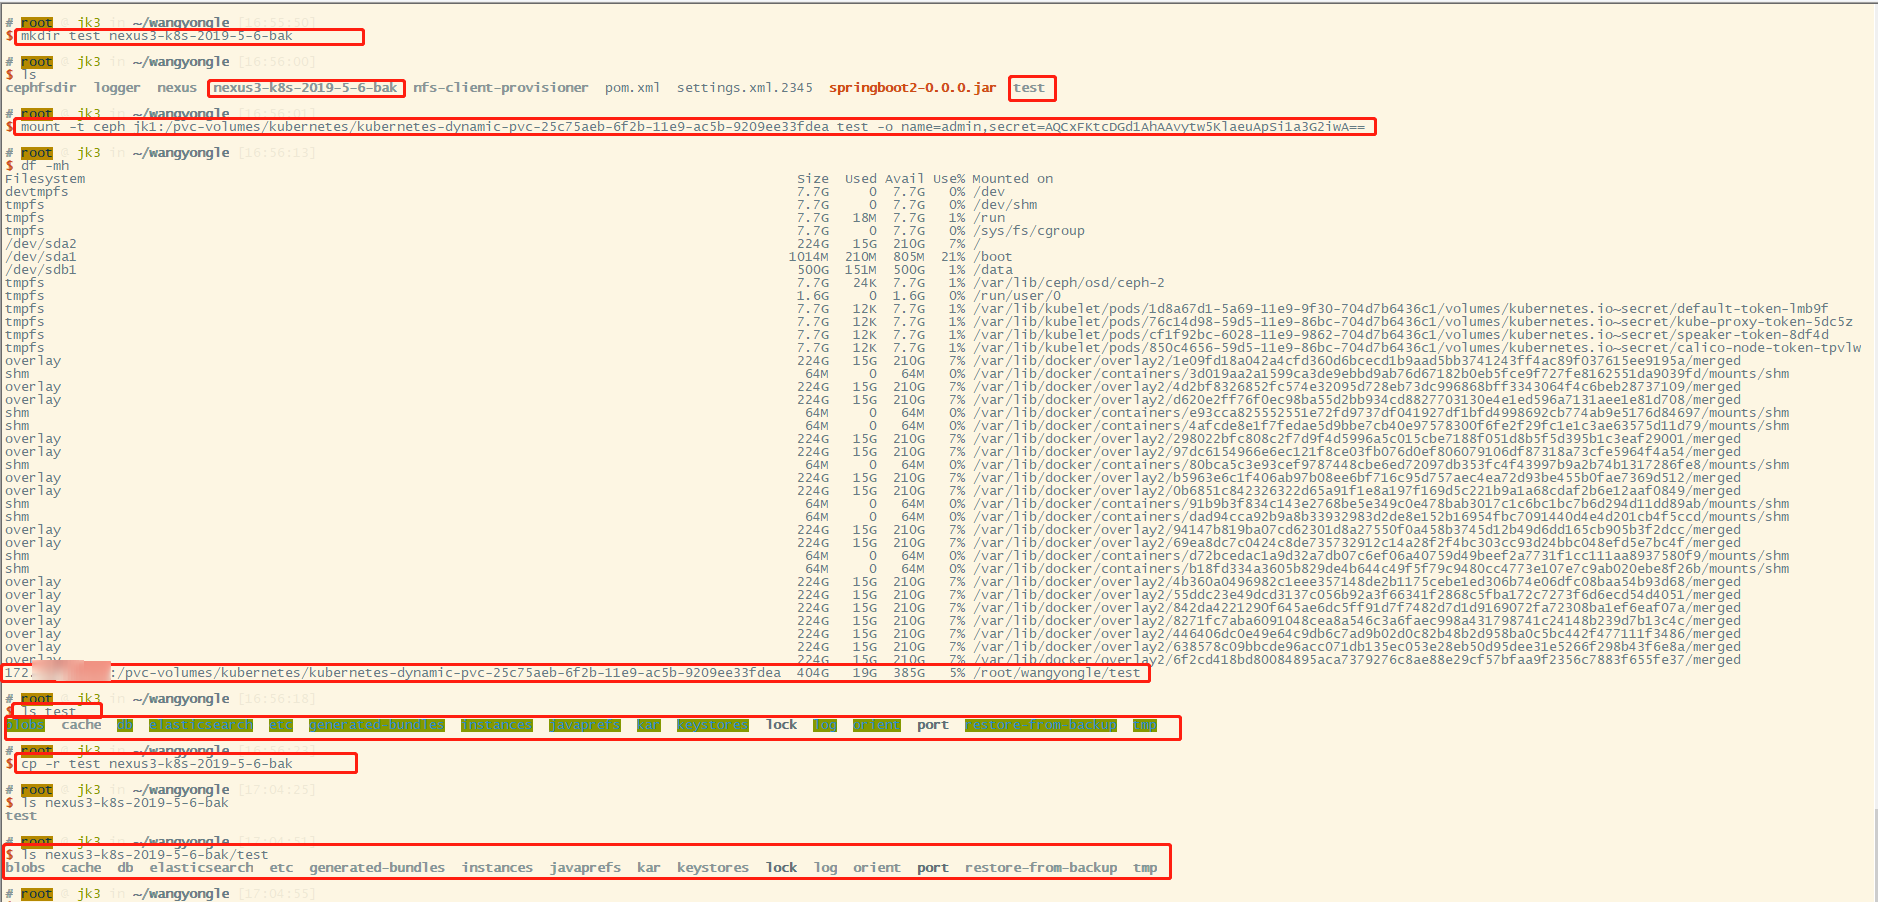 # root @ jk3 in ~/wangyongle [16:55:50]
$ mkdir test nexus3-k8s-2019-5-6-bak
# root @ jk3 in ~/wangyongle [16:56:00]
$ ls
cephfsdir logger nexus nexus3-k8s-2019-5-6-bak nfs-client-provisioner pom.xml settings.xml.2345 springboot2-0.0.0.jar test
# root @ jk3 in ~/wangyongle [16:56:01]
$ mount -t ceph jk1:/pvc-volumes/kubernetes/kubernetes-dynamic-pvc-25c75aeb-6f2b-11e9-ac5b-9209ee33fdea test -o name=admin,secret=AQCxFKtcDGd1AhAAvytw5KlaeuApSi1a3G2iwA==
# root @ jk3 in ~/wangyongle [16:56:13]
$ df -mh
Filesystem Size Used Avail Use% Mounted on
devtmpfs 7.7G 0 7.7G 0% /dev
tmpfs 7.7G 0 7.7G 0% /dev/shm
tmpfs 7.7G 18M 7.7G 1% /run
tmpfs 7.7G 0 7.7G 0% /sys/fs/cgroup
/dev/sda2 224G 15G 210G 7% /
/dev/sda1 1014M 210M 805M 21% /boot
/dev/sdb1 500G 151M 500G 1% /data
tmpfs 7.7G 24K 7.7G 1% /var/lib/ceph/osd/ceph-2
tmpfs 1.6G 0 1.6G 0% /run/user/0
tmpfs 7.7G 12K 7.7G 1% /var/lib/kubelet/pods/1d8a67d1-5a69-11e9-9f30-704d7b6436c1/volumes/kubernetes.io~secret/default-token-lmb9f
tmpfs 7.7G 12K 7.7G 1% /var/lib/kubelet/pods/76c14d98-59d5-11e9-86bc-704d7b6436c1/volumes/kubernetes.io~secret/kube-proxy-token-5dc5z
tmpfs 7.7G 12K 7.7G 1% /var/lib/kubelet/pods/cf1f92bc-6028-11e9-9862-704d7b6436c1/volumes/kubernetes.io~secret/speaker-token-8df4d
tmpfs 7.7G 12K 7.7G 1% /var/lib/kubelet/pods/850c4656-59d5-11e9-86bc-704d7b6436c1/volumes/kubernetes.io~secret/calico-node-token-tpvlw
overlay 224G 15G 210G 7% /var/lib/docker/overlay2/1e09fd18a042a4cfd360d6bcecd1b9aad5bb3741243ff4ac89f037615ee9195a/merged
shm 64M 0 64M 0% /var/lib/docker/containers/3d019aa2a1599ca3de9ebbd9ab76d67182b0eb5fce9f727fe8162551da9039fd/mounts/shm
overlay 224G 15G 210G 7% /var/lib/docker/overlay2/4d2bf8326852fc574e32095d728eb73dc996868bff3343064f4c6beb28737109/merged
overlay 224G 15G 210G 7% /var/lib/docker/overlay2/d620e2ff76f0ec98ba55d2bb934cd8827703130e4e1ed596a7131aee1e81d708/merged
shm 64M 0 64M 0% /var/lib/docker/containers/e93cca825552551e72fd9737df041927df1bfd4998692cb774ab9e5176d84697/mounts/shm
shm 64M 0 64M 0% /var/lib/docker/containers/4afcde8e1f7fedae5d9bbe7cb40e97578300f6fe2f29fc1e1c3ae63575d11d79/mounts/shm
overlay 224G 15G 210G 7% /var/lib/docker/overlay2/298022bfc808c2f7d9f4d5996a5c015cbe7188f051d8b5f5d395b1c3eaf29001/merged
overlay 224G 15G 210G 7% /var/lib/docker/overlay2/97dc6154966e6ec121f8ce03fb076d0ef806079106df87318a73cfe5964f4a54/merged
shm 64M 0 64M 0% /var/lib/docker/containers/80bca5c3e93cef9787448cbe6ed72097db353fc4f43997b9a2b74b1317286fe8/mounts/shm
overlay 224G 15G 210G 7% /var/lib/docker/overlay2/b5963e6c1f406ab97b08ee6bf716c95d757aec4ea72d93be455b0fae7369d512/merged
overlay 224G 15G 210G 7% /var/lib/docker/overlay2/0b6851c842326322d65a91f1e8a197f169d5c221b9a1a68cdaf2b6e12aaf0849/merged
shm 64M 0 64M 0% /var/lib/docker/containers/91b9b3f834c143e2768be5e349c0e478bab3017c1c6bc1bc7b6d294d11dd89ab/mounts/shm
shm 64M 0 64M 0% /var/lib/docker/containers/dad94cca92b9a8b33932983d2de8e152b16954fbc7091440d4e4d201cb4f5ccd/mounts/shm
overlay 224G 15G 210G 7% /var/lib/docker/overlay2/94147b819ba07cd62301d8a27550f0a458b3745d12b49d6dd165cb905b3f2dcc/merged
overlay 224G 15G 210G 7% /var/lib/docker/overlay2/69ea8dc7c0424c8de735732912c14a28f2f4bc303cc93d24bbc048efd5e7bc4f/merged
shm 64M 0 64M 0% /var/lib/docker/containers/d72bcedac1a9d32a7db07c6ef06a40759d49beef2a7731f1cc111aa8937580f9/mounts/shm
shm 64M 0 64M 0% /var/lib/docker/containers/b18fd334a3605b829de4b644c49f5f79c9480cc4773e107e7c9ab020ebe8f26b/mounts/shm
overlay 224G 15G 210G 7% /var/lib/docker/overlay2/4b360a0496982c1eee357148de2b1175cebe1ed306b74e06dfc08baa54b93d68/merged
overlay 224G 15G 210G 7% /var/lib/docker/overlay2/55ddc23e49dcd3137c056b92a3f66341f2868c5fba172c7273f6d6ecd54d4051/merged
overlay 224G 15G 210G 7% /var/lib/docker/overlay2/842da4221290f645ae6dc5ff91d7f7482d7d1d9169072fa72308ba1ef6eaf07a/merged
overlay 224G 15G 210G 7% /var/lib/docker/overlay2/8271fc7aba6091048cea8a546c3a6faec998a431798741c24148b239d7b13c4c/merged
overlay 224G 15G 210G 7% /var/lib/docker/overlay2/446406dc0e49e64c9db6c7ad9b02d0c82b48b2d958ba0c5bc442f477111f3486/merged
overlay 224G 15G 210G 7% /var/lib/docker/overlay2/638578c09bbcde96acc071db135ec053e28eb50d95dee31e5266f298b43f6e8a/merged
overlay 224G 15G 210G 7% /var/lib/docker/overlay2/6f2cd418bd80084895aca7379276c8ae88e29cf57bfaa9f2356c7883f655fe37/merged
172. :/pvc-volumes/kubernetes/kubernetes-dynamic-pvc-25c75aeb-6f2b-11e9-ac5b-9209ee33fdea 404G 19G 385G 5% /root/wangyongle/test
# root @ jk3 in ~/wangyongle [16:56:18]
$ ls test
blobs cache db elasticsearch etc generated-bundles instances javaprefs kar keystores lock log orient port restore-from-backup tmp
# root @ jk3 in ~/wangyongle [16:56:23]
$ cp -r test nexus3-k8s-2019-5-6-bak
# root @ jk3 in ~/wangyongle [17:04:25]
$ ls nexus3-k8s-2019-5-6-bak
test
# root @ jk3 in ~/wangyongle [17:04:51]
$ ls nexus3-k8s-2019-5-6-bak/test
blobs cache db elasticsearch etc generated-bundles instances javaprefs kar keystores lock log orient port restore-from-backup tmp
# root @ jk3 in ~/wangyongle [17:04:55]